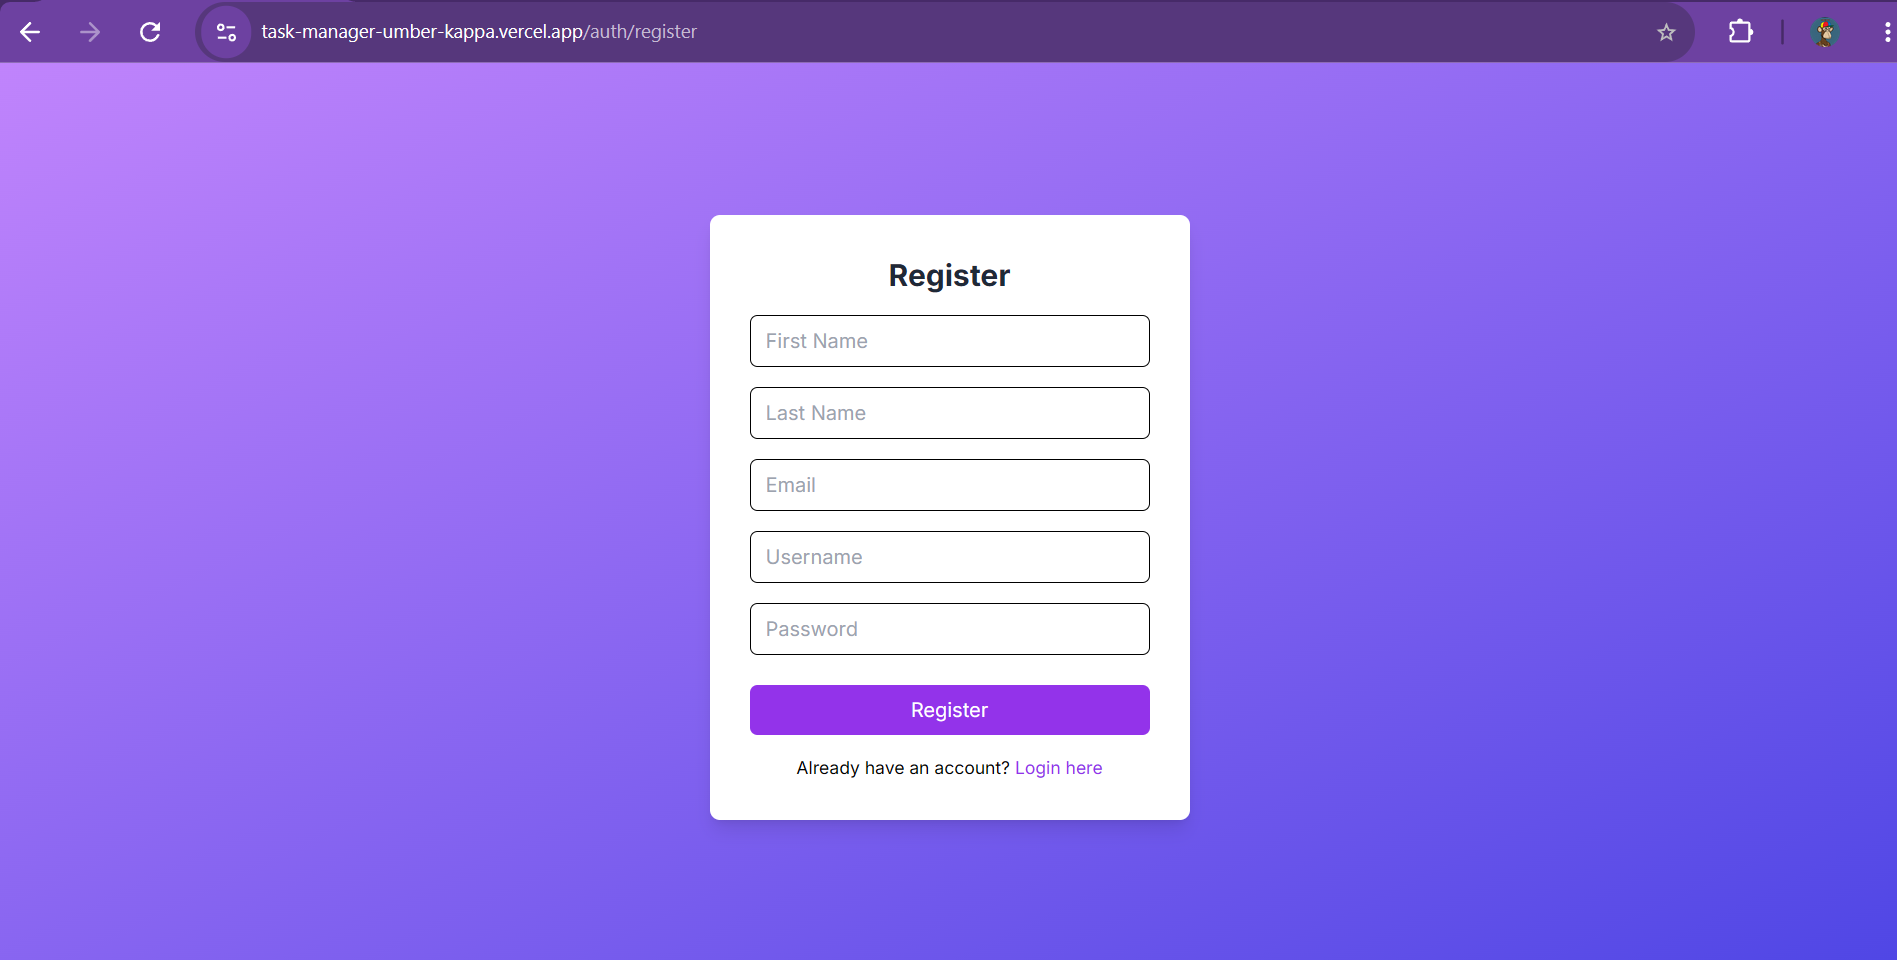 task-manager-umber-kappa.vercel.app/auth/register
Register
First Name
Last Name
Email
Username
Password
Register
Already have an account? Login here